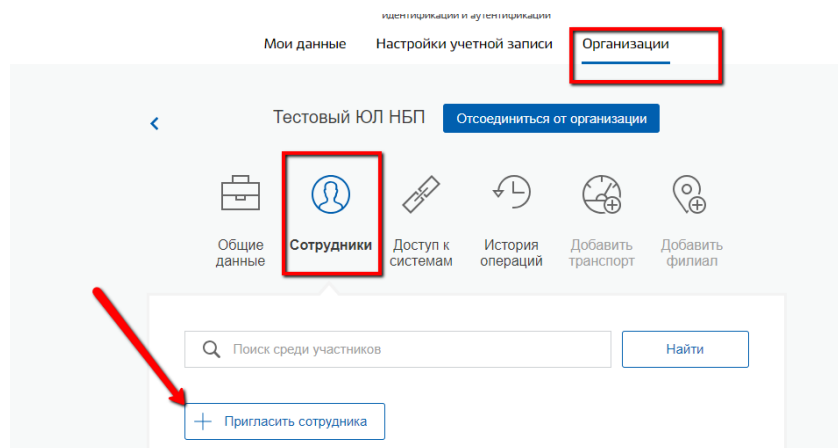 идентификации и аутентификации
Мои данные Настройки учетной записи Организации
Тестовый ЮЛ НБП Отсоединиться от организации
Общие данные
Сотрудники
Доступ к системам
История операций
Добавить транспорт
Добавить филиал
Поиск среди участников Найти
Пригласить сотрудника